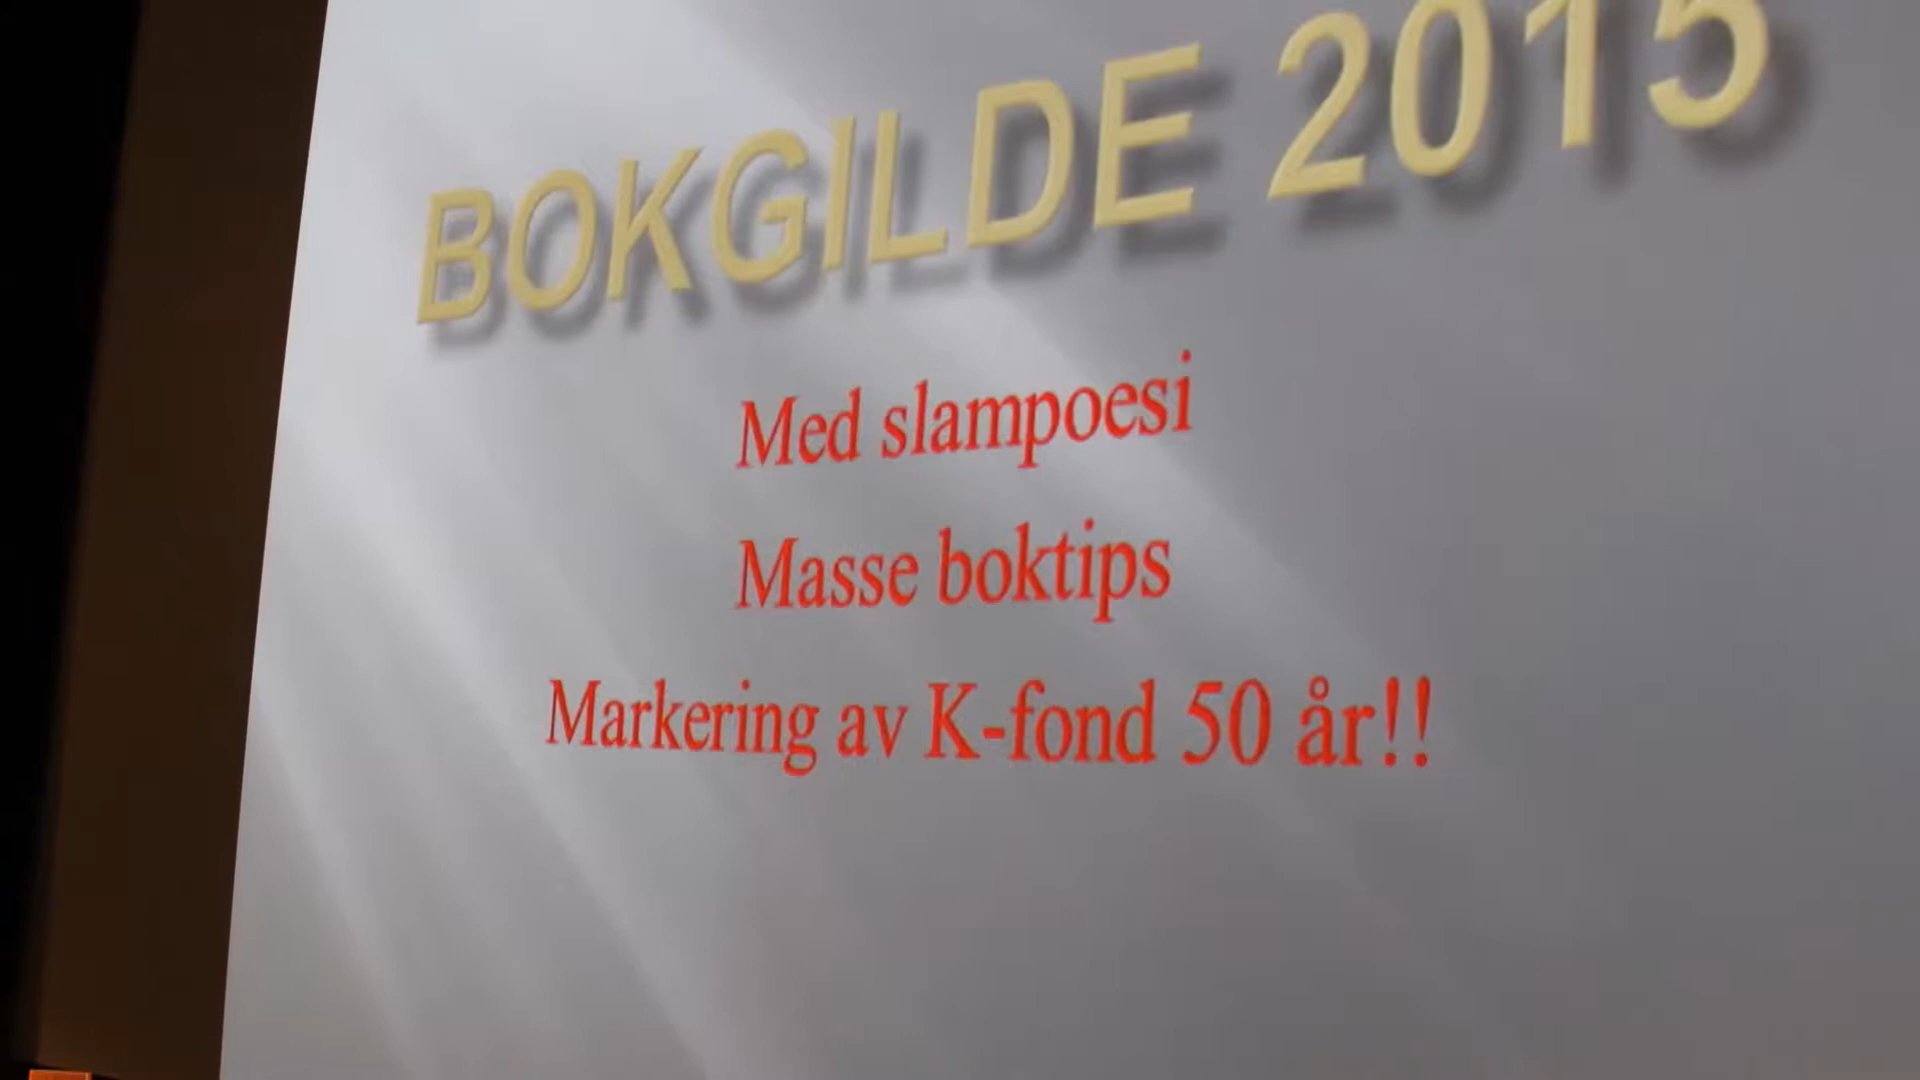 BOKGILDE 2015
Med slampoesi
Masse boktips
Markering av K-fond 50 år!!